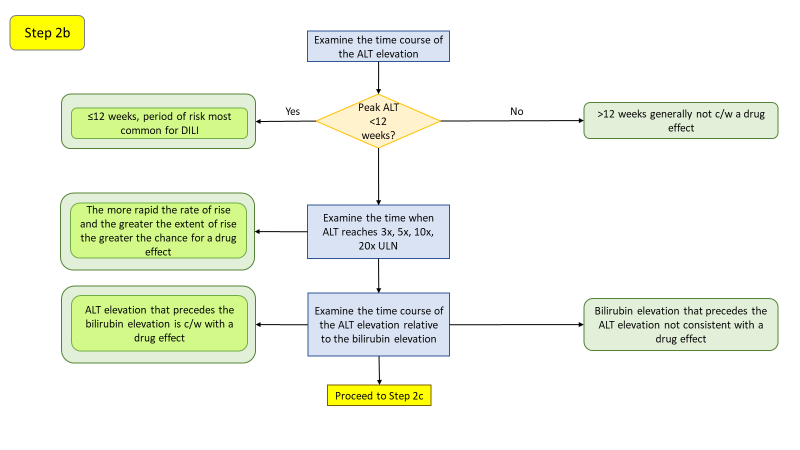 Step 2b
Examine the time course of
the ALT elevation
Peak ALT
<12
weeks?
Yes
No
≤12 weeks, period of risk most
common for DILI
>12 weeks generally not c/w a drug
effect
The more rapid the rate of rise
and the greater the extent of rise
the greater the chance for a drug
effect
Examine the time when
ALT reaches 3x, 5x, 10x,
20x ULN
ALT elevation that precedes the
bilirubin elevation is c/w with a
drug effect
Examine the time course of
the ALT elevation relative
to the bilirubin elevation
Bilirubin elevation that precedes the
ALT elevation not consistent with a
drug effect
Proceed to Step 2c